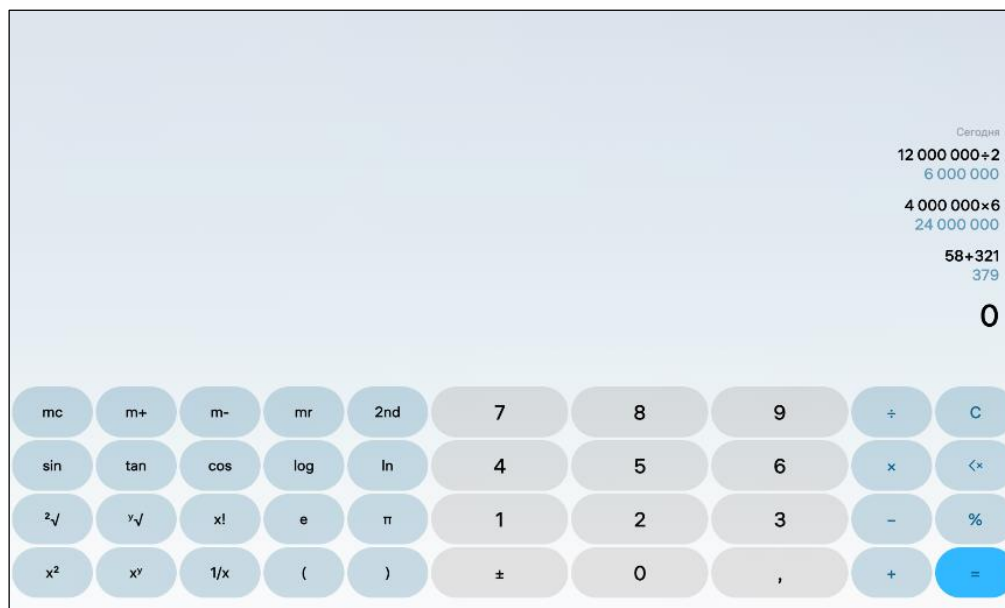 Сегодня
12 000 000÷2
6 000 000
4 000 000×6
24 000 000
58+321
379
0
mc m+ m- mr 2nd 7 8 9 ÷ C
sin tan cos log ln 4 5 6 × <×
²√ ʸ√ x! e π 1 2 3 − %
x² xʸ 1/x ( ) ± 0 , + =